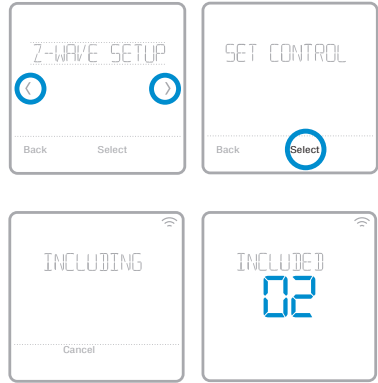 Z-WAVE SETUP
Back Select
SET CONTROL
Back Select
INCLUDING
Cancel
INCLUDED
02